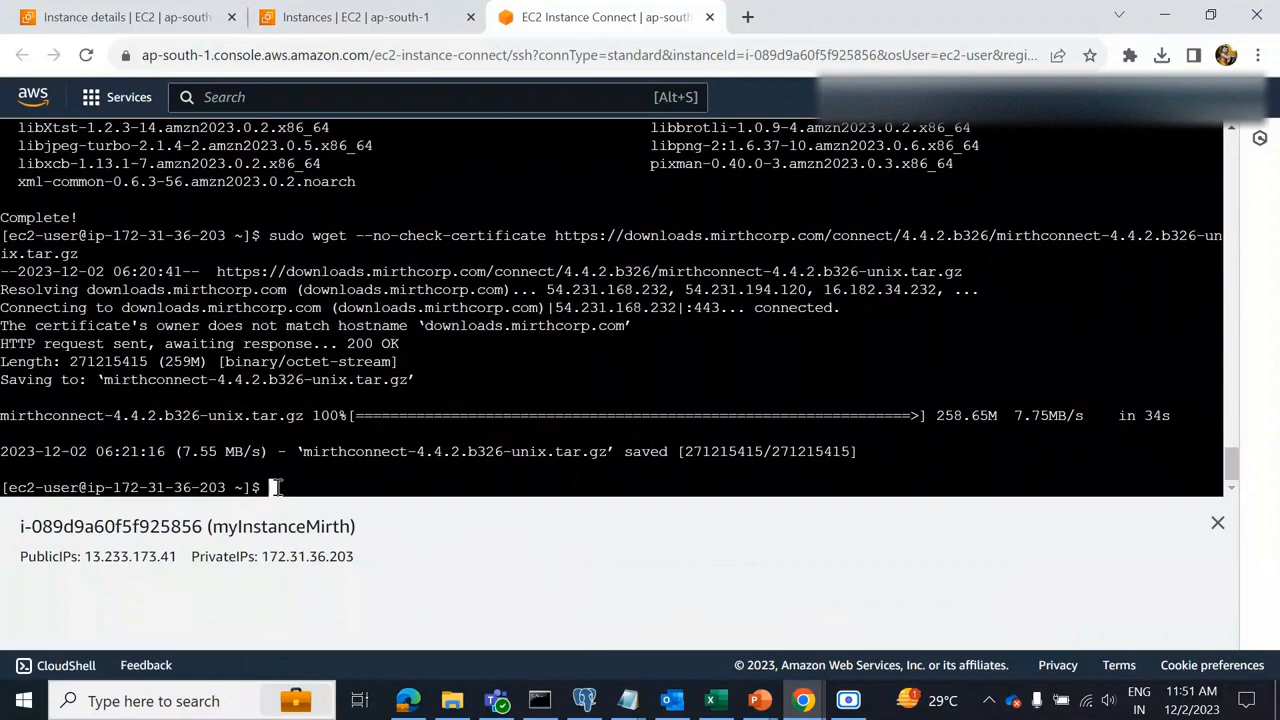 Instance details | EC2 | ap-south
Instances | EC2 | ap-south-1
EC2 Instance Connect | ap-sout
ap-south-1.console.aws.amazon.com/ec2-instance-connect/ssh?connType=standard&instanceId=i-089d9a60f5f925856&osUser=ec2-user&regi...
aws
Services
Search
[Alt+S]
libXtst-1.2.3-14.amzn2023.0.2.x86_64 libbrotli-1.0.9-4.amzn2023.0.2.x86_64
libjpeg-turbo-2.1.4-2.amzn2023.0.5.x86_64 libpng-2:1.6.37-10.amzn2023.0.6.x86_64
libxcb-1.13.1-7.amzn2023.0.2.x86_64 pixman-0.40.0-3.amzn2023.0.3.x86_64
xml-common-0.6.3-56.amzn2023.0.2.noarch
Complete!
[ec2-user@ip-172-31-36-203 ~]$ sudo wget --no-check-certificate https://downloads.mirthcorp.com/connect/4.4.2.b326/mirthconnect-4.4.2.b326-un
ix.tar.gz
--2023-12-02 06:20:41-- https://downloads.mirthcorp.com/connect/4.4.2.b326/mirthconnect-4.4.2.b326-unix.tar.gz
Resolving downloads.mirthcorp.com (downloads.mirthcorp.com)... 54.231.168.232, 54.231.194.120, 16.182.34.232, ...
Connecting to downloads.mirthcorp.com (downloads.mirthcorp.com)|54.231.168.232|:443... connected.
The certificate's owner does not match hostname ‘downloads.mirthcorp.com’
HTTP request sent, awaiting response... 200 OK
Length: 271215415 (259M) [binary/octet-stream]
Saving to: ‘mirthconnect-4.4.2.b326-unix.tar.gz’
mirthconnect-4.4.2.b326-unix.tar.gz 100%[================================================================>] 258.65M 7.75MB/s in 34s
2023-12-02 06:21:16 (7.55 MB/s) - ‘mirthconnect-4.4.2.b326-unix.tar.gz’ saved [271215415/271215415]
[ec2-user@ip-172-31-36-203 ~]$
i-089d9a60f5f925856 (myInstanceMirth)
PublicIPs: 13.233.173.41 PrivateIPs: 172.31.36.203
CloudShell Feedback © 2023, Amazon Web Services, Inc. or its affiliates. Privacy Terms Cookie preferences
Type here to search
29°C
ENG
IN
11:51 AM
12/2/2023